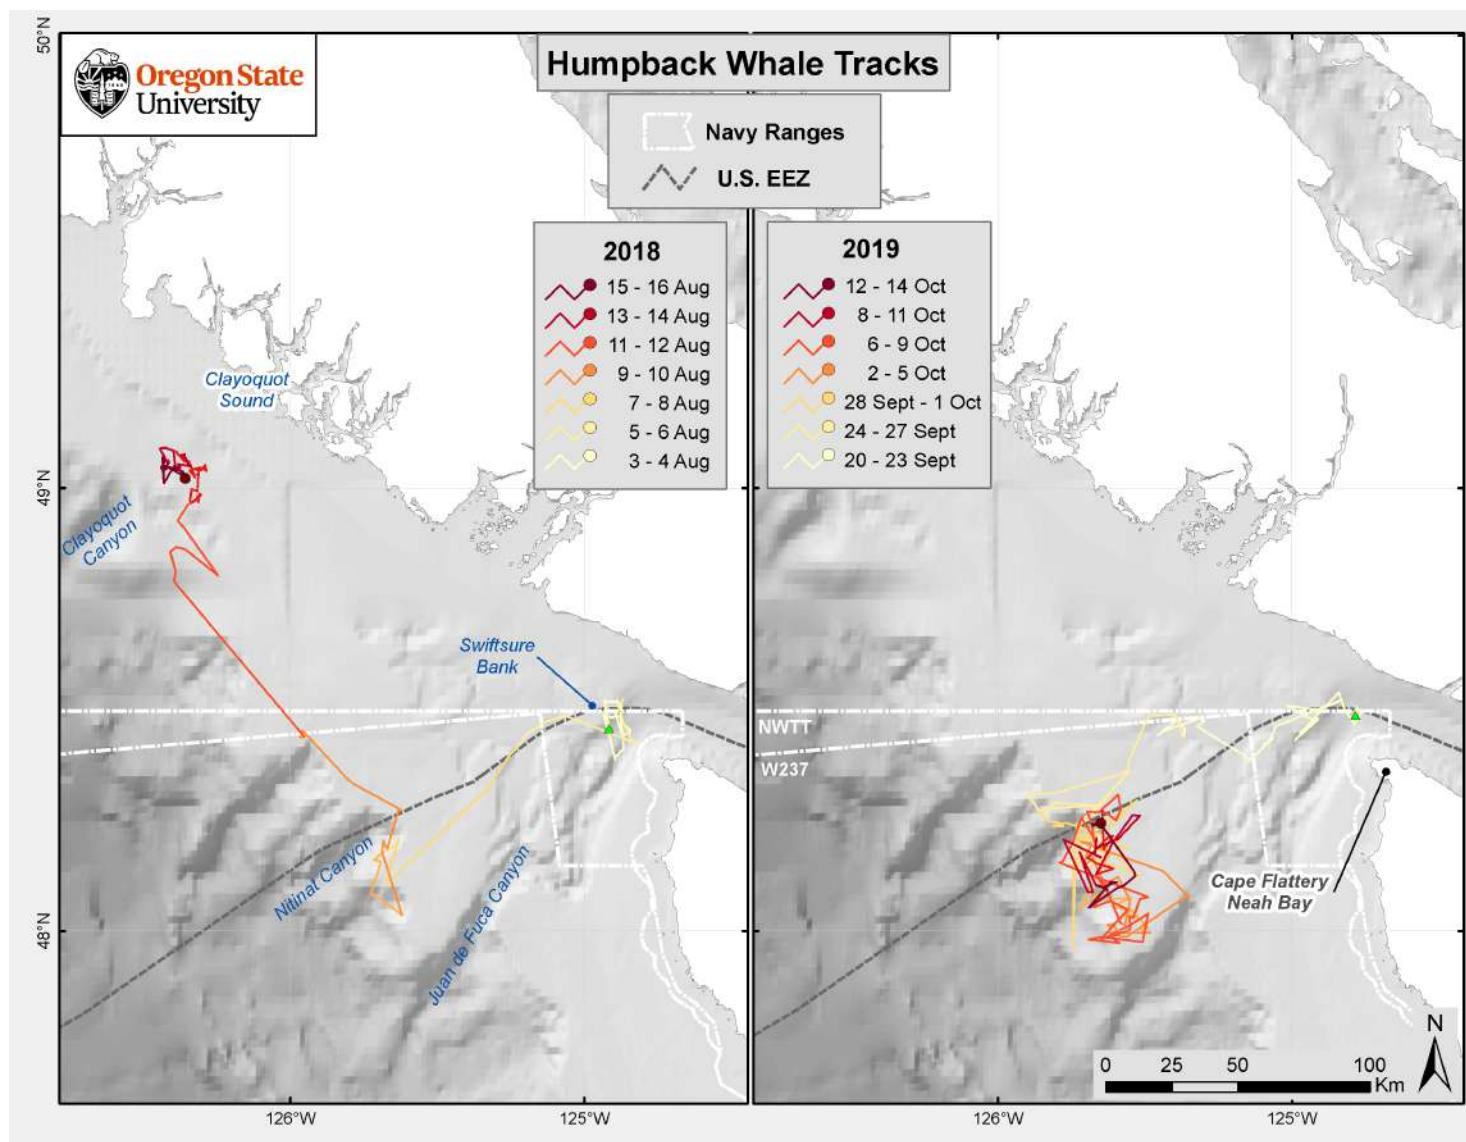 Humpback Whale Tracks
Oregon State
University
Navy Ranges
U.S. EEZ
2018
15 - 16 Aug
13 - 14 Aug
11 - 12 Aug
9 - 10 Aug
7 - 8 Aug
5 - 6 Aug
3 - 4 Aug
2019
12 - 14 Oct
8 - 11 Oct
6 - 9 Oct
2 - 5 Oct
28 Sept - 1 Oct
24 - 27 Sept
20 - 23 Sept
50°N
49°N
48°N
Clayoquot
Sound
Clayoquot
Canyon
Swiftsure
Bank
Nitinat Canyon
Juan de Fuca Canyon
NWTT
W237
Cape Flattery
Neah Bay
N
0 25 50 100
Km
126°W
125°W
126°W
125°W